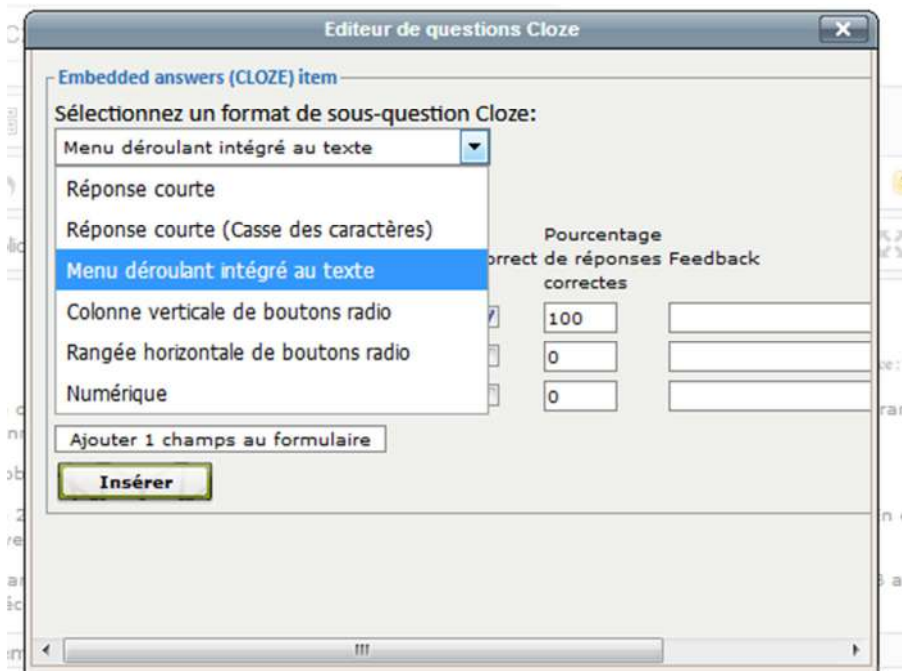 Editeur de questions Cloze
Embedded answers (CLOZE) item
Sélectionnez un format de sous-question Cloze:
Menu déroulant intégré au texte
Réponse courte
Réponse courte (Casse des caractères)
Menu déroulant intégré au texte
Colonne verticale de boutons radio
Rangée horizontale de boutons radio
Numérique
Pourcentage
de réponses Feedback
correctes
100
0
0
Ajouter 1 champs au formulaire
Insérer